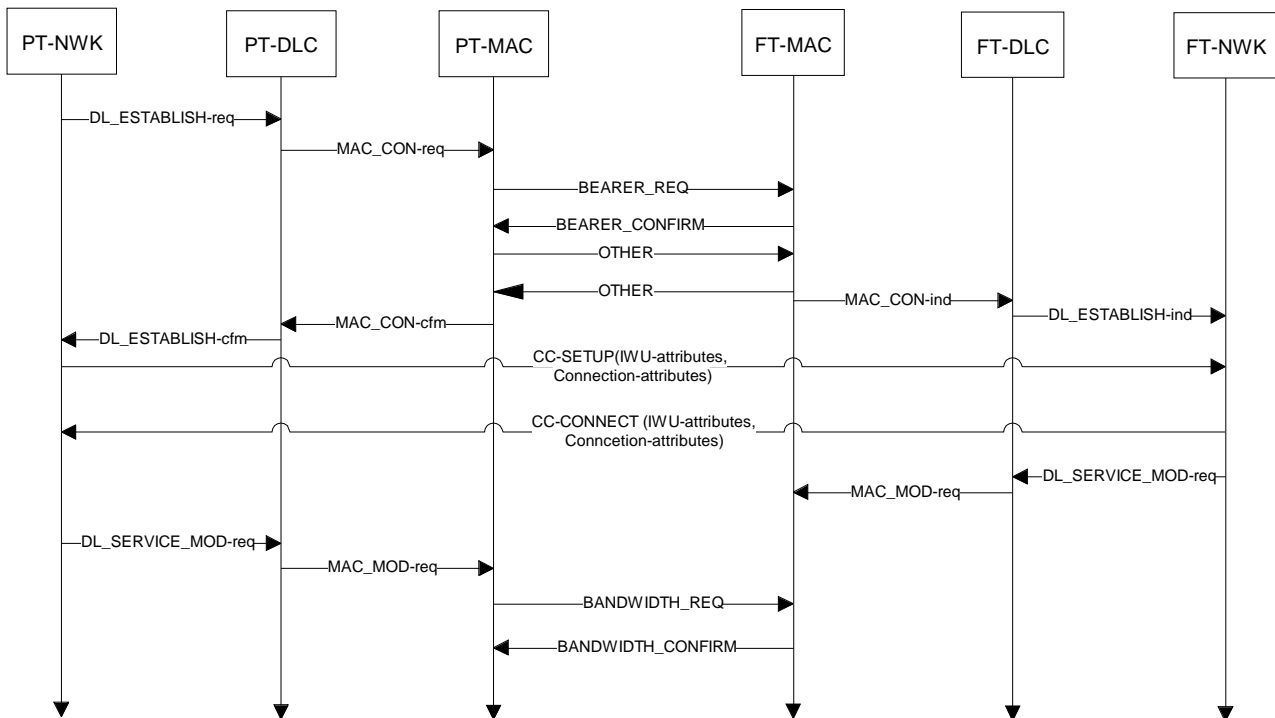 PT-NWK
PT-DLC
PT-MAC
FT-MAC
FT-DLC
FT-NWK
DL_ESTABLISH-req
MAC_CON-req
BEARER_REQ
BEARER_CONFIRM
OTHER
OTHER
MAC_CON-ind
DL_ESTABLISH-ind
MAC_CON-cfm
DL_ESTABLISH-cfm
CC-SETUP(IWU-attributes,
Connection-attributes)
CC-CONNECT (IWU-attributes,
Conncetion-attributes)
DL_SERVICE_MOD-req
MAC_MOD-req
DL_SERVICE_MOD-req
MAC_MOD-req
BANDWIDTH_REQ
BANDWIDTH_CONFIRM